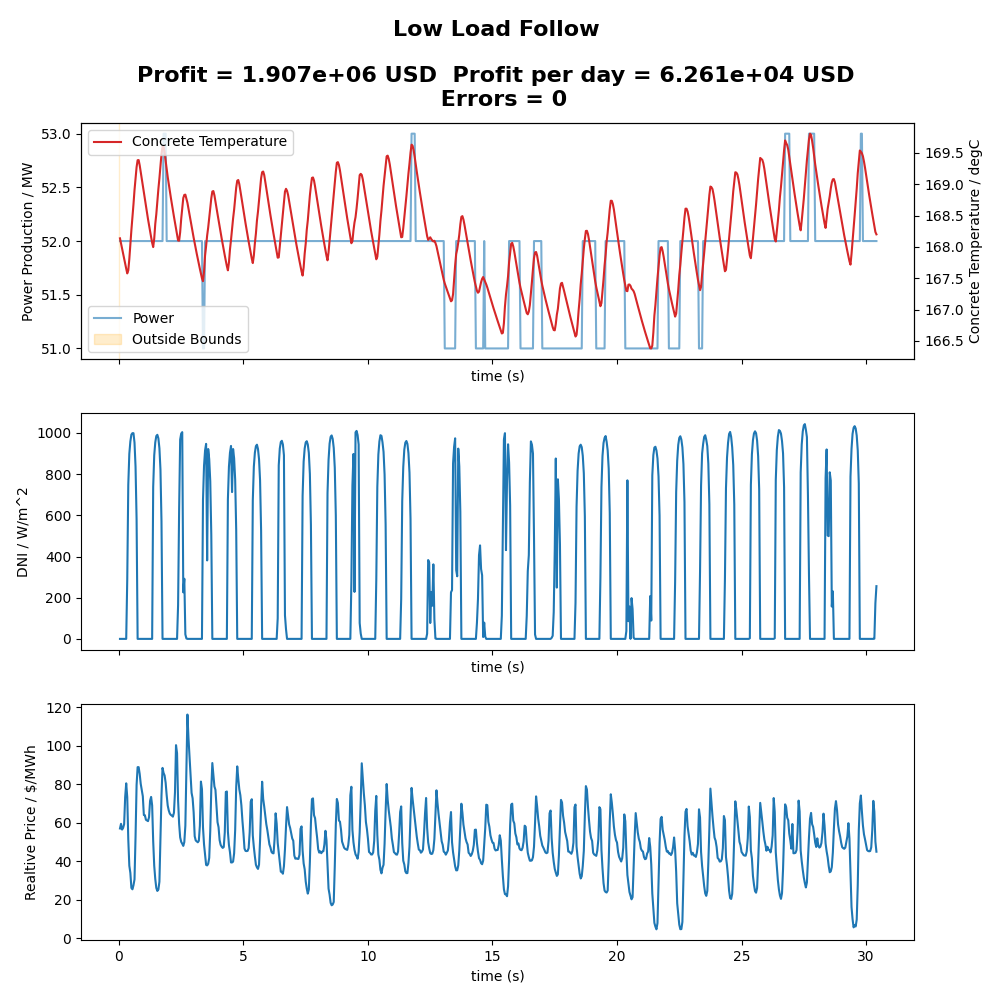 Low Load Follow
Profit = 1.907e+06 USD  Profit per day = 6.261e+04 USD
Errors = 0
Power Production / MW
53.0
52.5
52.0
51.5
51.0
Concrete Temperature
Power
Outside Bounds
169.5
169.0
168.5
168.0
167.5
167.0
166.5
Concrete Temperature / degC
time (s)
DNI / W/m^2
1000
800
600
400
200
0
time (s)
Realtive Price / $/MWh
120
100
80
60
40
20
0
0 5 10 15 20 25 30
time (s)